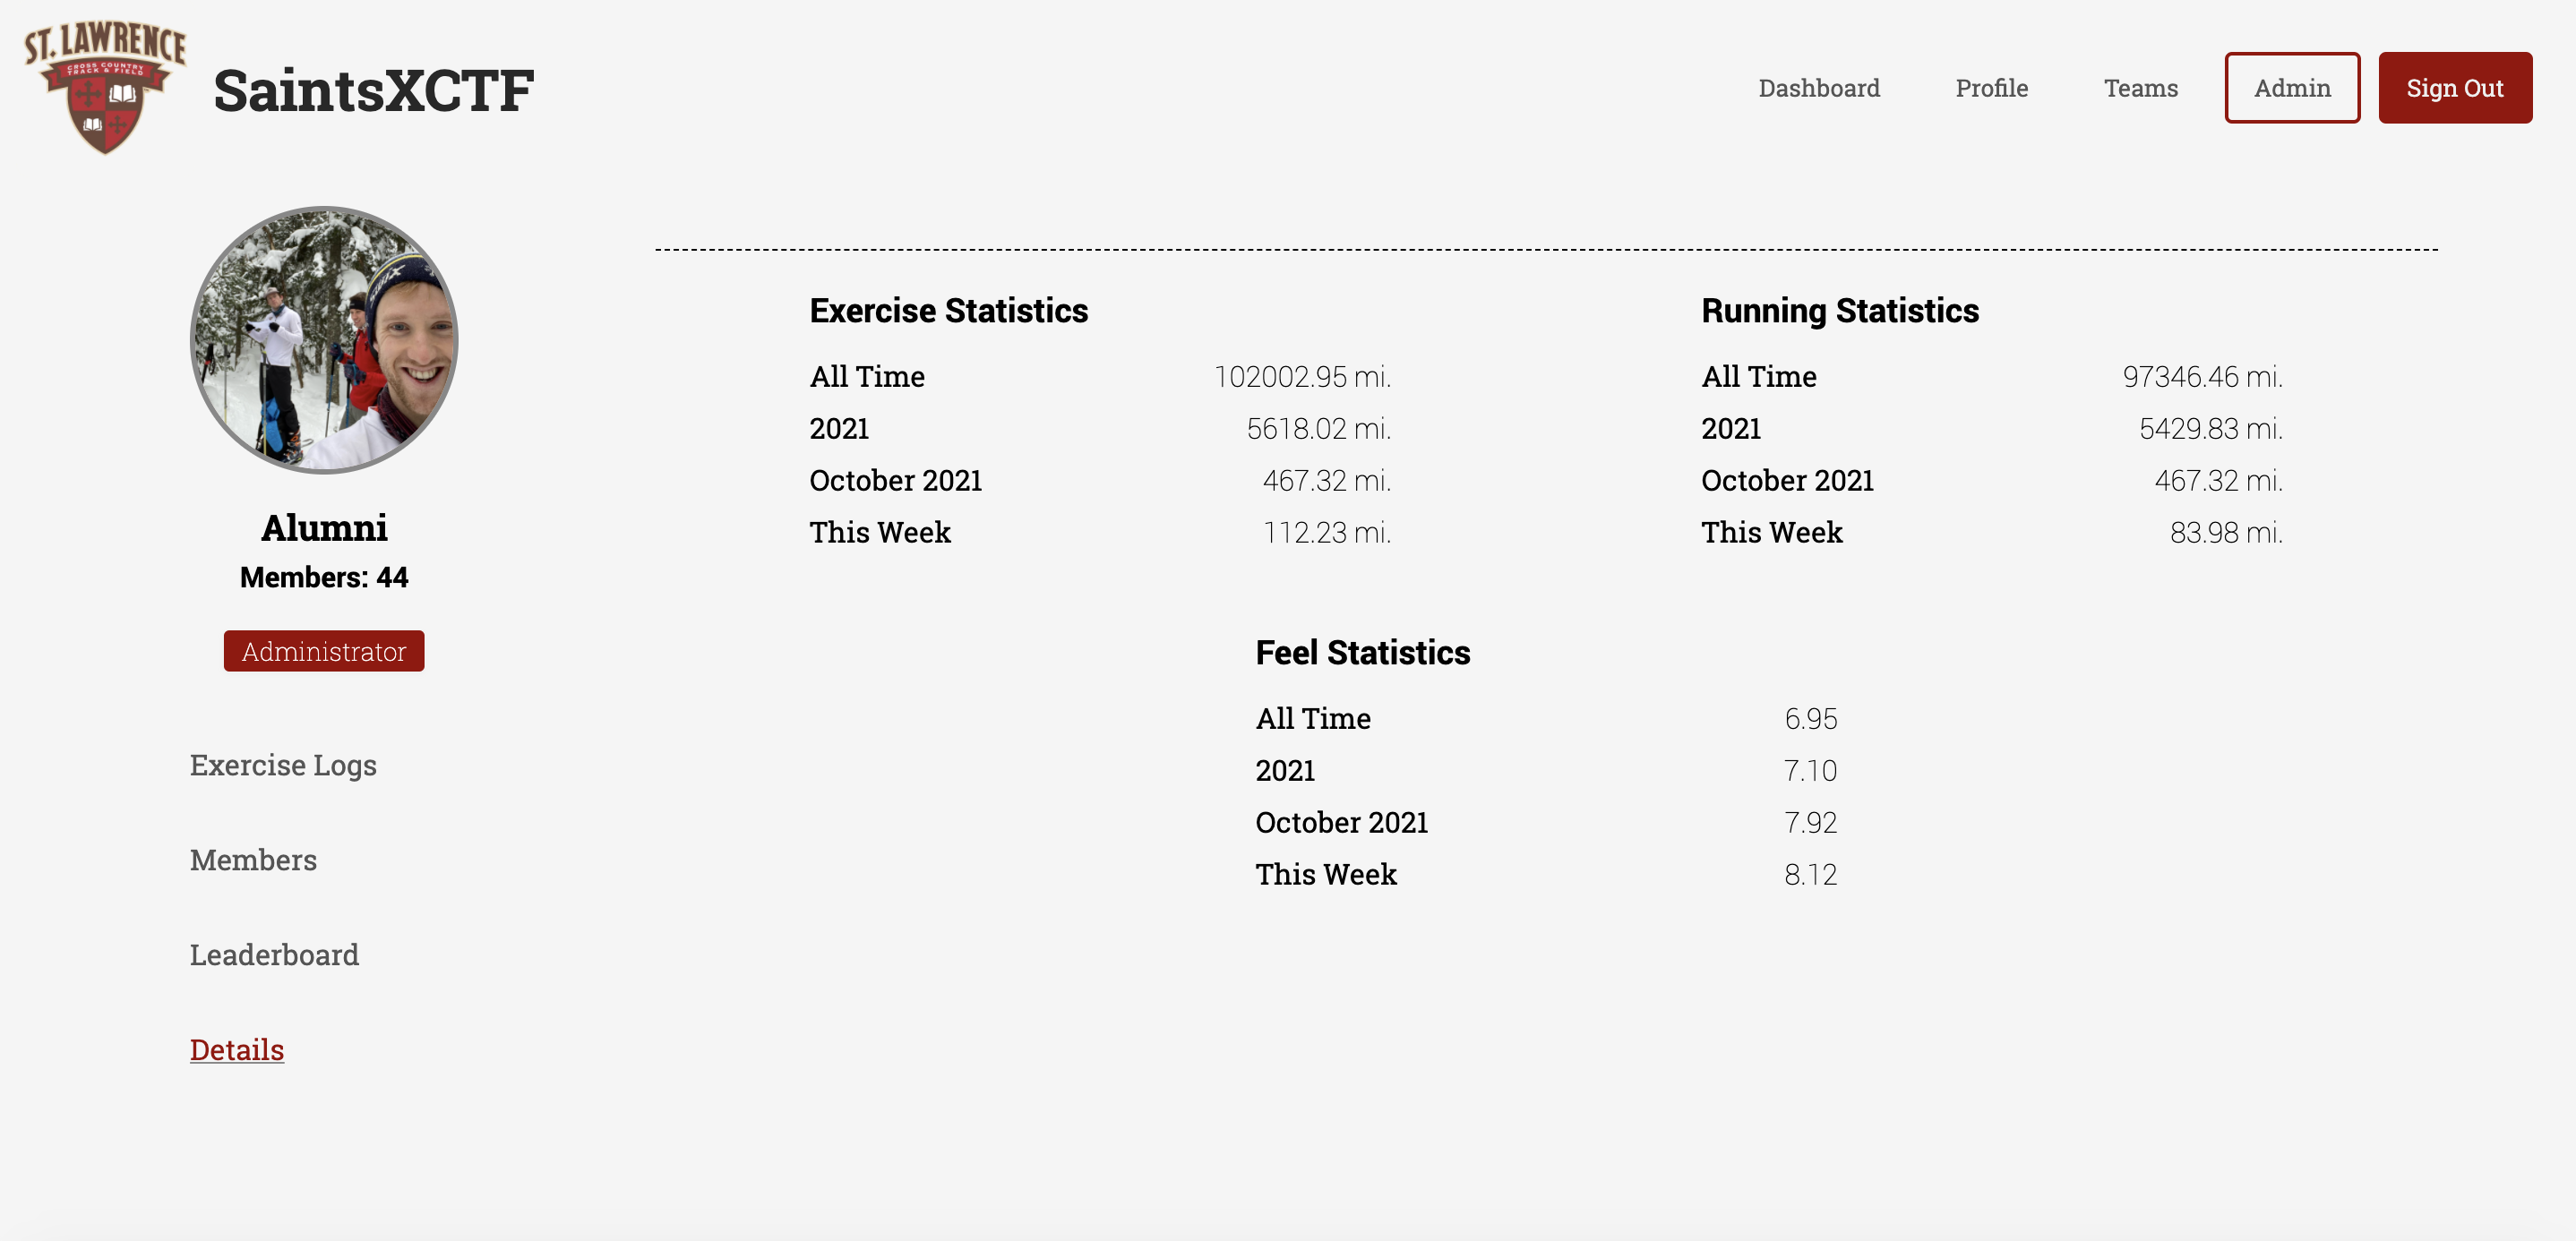 ST. LAWRENCE
CROSS COUNTRY
TRACK & FIELD
SaintsXCTF
Dashboard
Profile
Teams
Admin
Sign Out
Alumni
Members: 44
Administrator
Exercise Logs
Members
Leaderboard
Details
Exercise Statistics
All Time 102002.95 mi.
2021 5618.02 mi.
October 2021 467.32 mi.
This Week 112.23 mi.
Running Statistics
All Time 97346.46 mi.
2021 5429.83 mi.
October 2021 467.32 mi.
This Week 83.98 mi.
Feel Statistics
All Time 6.95
2021 7.10
October 2021 7.92
This Week 8.12